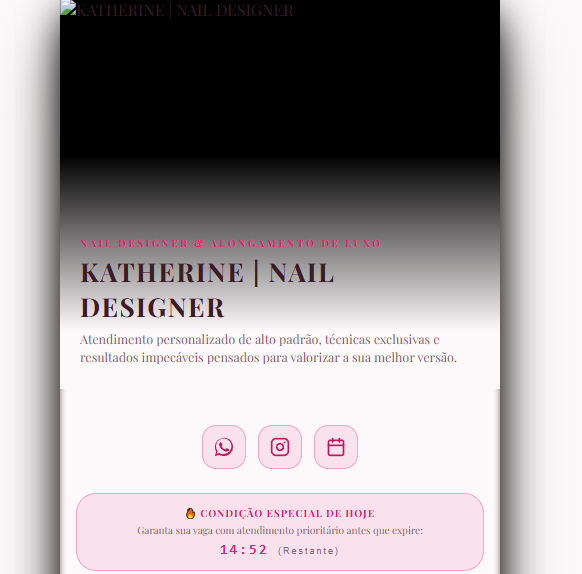 KATHERINE | NAIL DESIGNER
NAIL DESIGNER & ALONGAMENTO DE LUXO
KATHERINE | NAIL
DESIGNER
Atendimento personalizado de alto padrão, técnicas exclusivas e
resultados impecáveis pensados para valorizar a sua melhor versão.
🔥 CONDIÇÃO ESPECIAL DE HOJE
Garanta sua vaga com atendimento prioritário antes que expire:
14:52 (Restante)